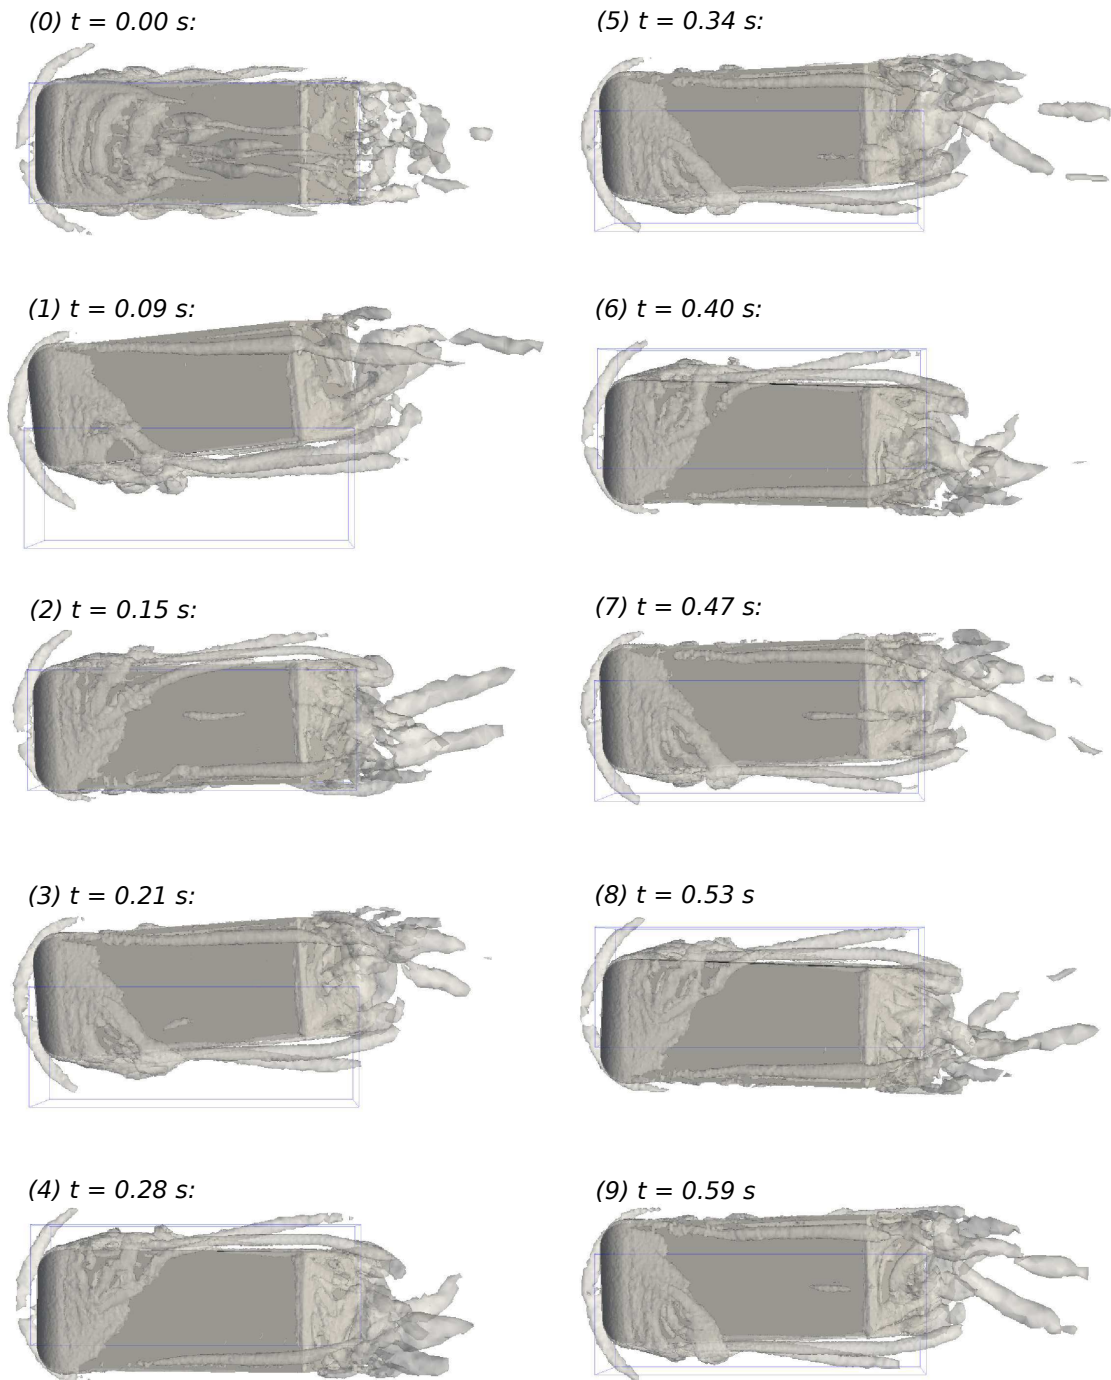 (0) t = 0.00 s:
(1) t = 0.09 s:
(2) t = 0.15 s:
(3) t = 0.21 s:
(4) t = 0.28 s:
(5) t = 0.34 s:
(6) t = 0.40 s:
(7) t = 0.47 s:
(8) t = 0.53 s
(9) t = 0.59 s